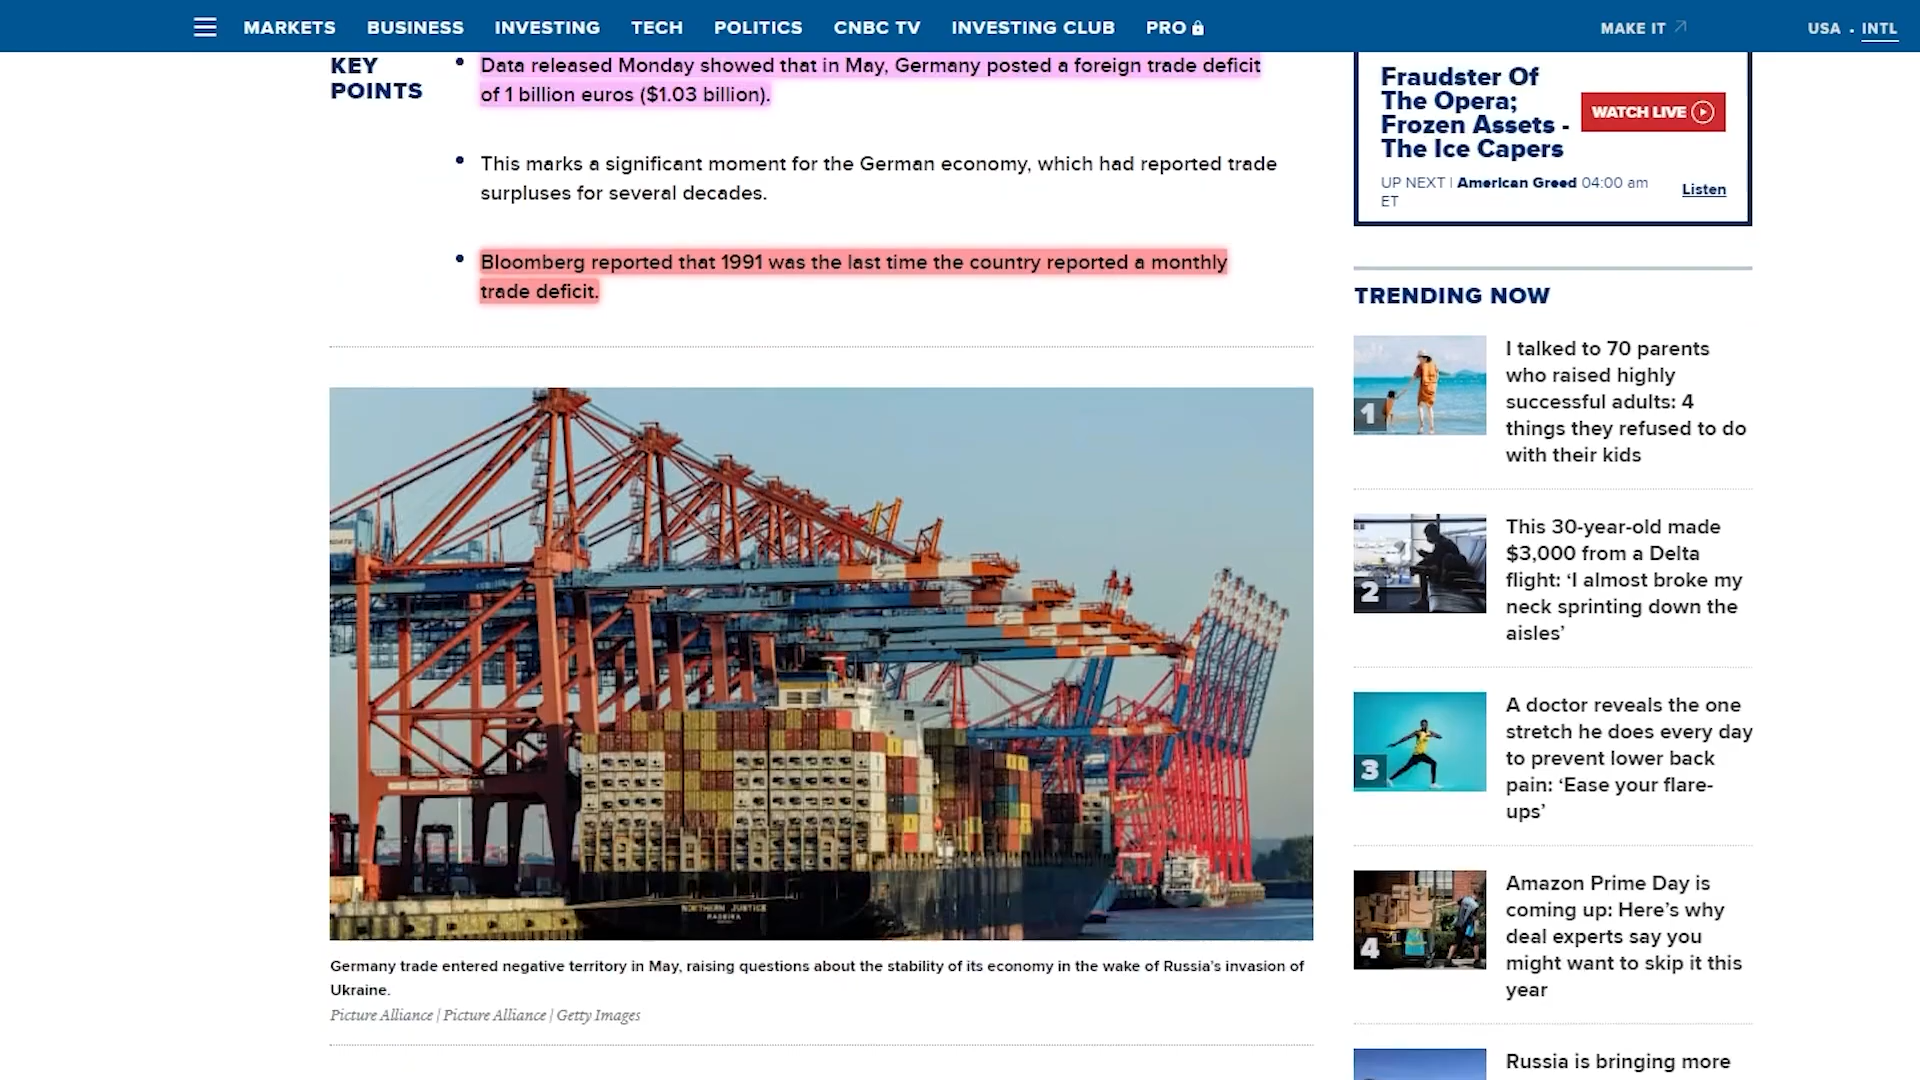 MARKETS BUSINESS INVESTING TECH POLITICS CNBC TV INVESTING CLUB PRO MAKE IT USA INTL
KEY
POINTS
Data released Monday showed that in May, Germany posted a foreign trade deficit
of 1 billion euros ($1.03 billion).
This marks a significant moment for the German economy, which had reported trade
surpluses for several decades.
Bloomberg reported that 1991 was the last time the country reported a monthly
trade deficit.
NORTHERN JUSTICE
MADEIRA
Germany trade entered negative territory in May, raising questions about the stability of its economy in the wake of Russia's invasion of
Ukraine.
Picture Alliance | Picture Alliance | Getty Images
Fraudster Of
The Opera;
Frozen Assets -
The Ice Capers
WATCH LIVE
UP NEXT | American Greed 04:00 am
ET
Listen
TRENDING NOW
1
I talked to 70 parents
who raised highly
successful adults: 4
things they refused to do
with their kids
2
This 30-year-old made
$3,000 from a Delta
flight: ‘I almost broke my
neck sprinting down the
aisles’
3
A doctor reveals the one
stretch he does every day
to prevent lower back
pain: ‘Ease your flare-
ups’
4
Amazon Prime Day is
coming up: Here’s why
deal experts say you
might want to skip it this
year
Russia is bringing more